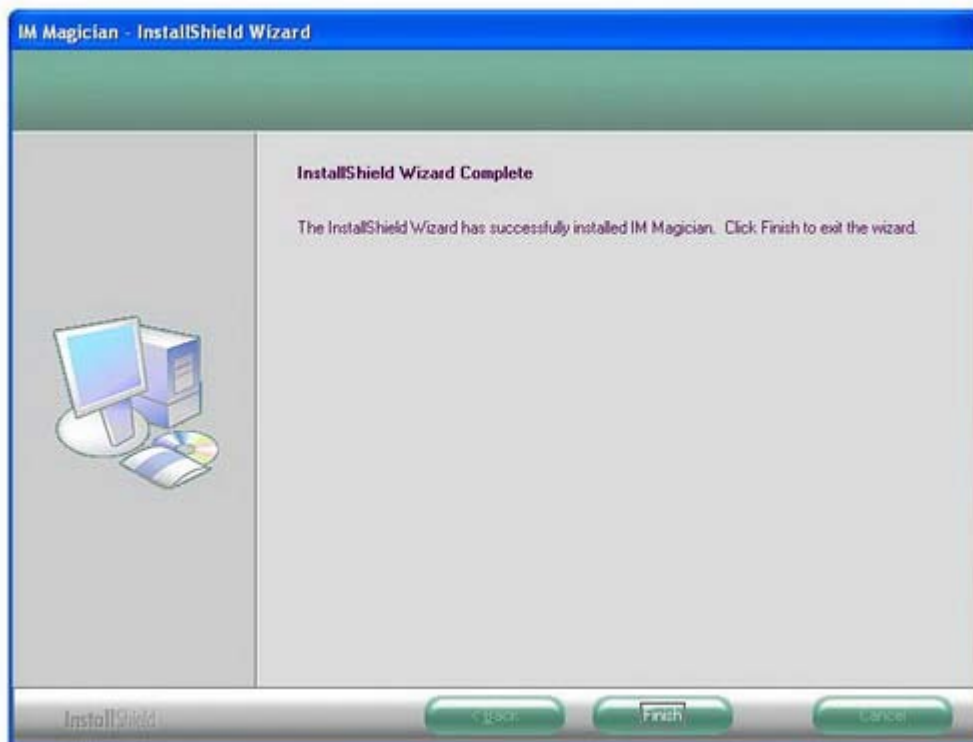 IM Magician - InstallShield Wizard
InstallShield Wizard Complete
The InstallShield Wizard has successfully installed IM Magician. Click Finish to exit the wizard.
InstallShield
< Back
Finish
Cancel